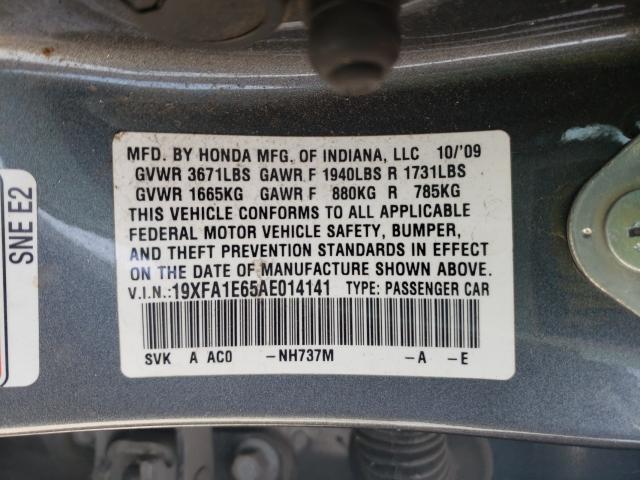 SNE E2
MFD. BY HONDA MFG. OF INDIANA, LLC 10/'09
GVWR 3671LBS GAWR F 1940LBS R 1731LBS
GVWR 1665KG GAWR F 880KG R 785KG
THIS VEHICLE CONFORMS TO ALL APPLICABLE
FEDERAL MOTOR VEHICLE SAFETY, BUMPER,
AND THEFT PREVENTION STANDARDS IN EFFECT
ON THE DATE OF MANUFACTURE SHOWN ABOVE.
V.I.N.:19XFA1E65AE014141 TYPE: PASSENGER CAR
SVK A AC0 -NH737M -A -E